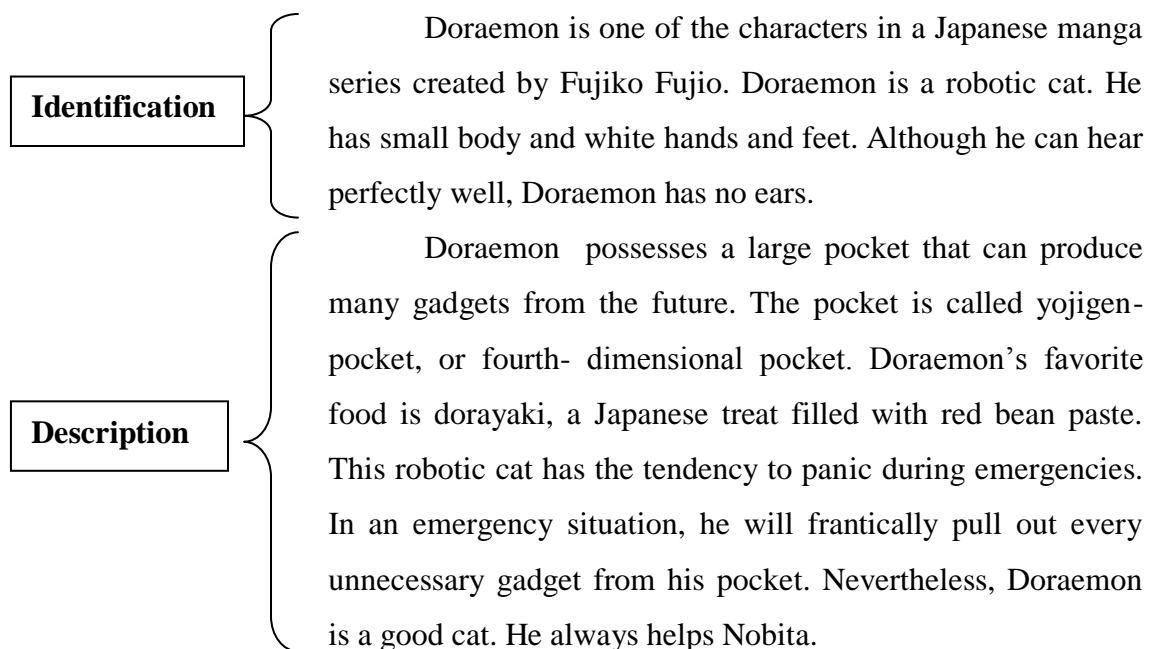 Doraemon is one of the characters in a Japanese manga
series created by Fujiko Fujio. Doraemon is a robotic cat. He
Identification
has small body and white hands and feet. Although he can hear
perfectly well, Doraemon has no ears.
Doraemon possesses a large pocket that can produce
many gadgets from the future. The pocket is called yojigen-
pocket, or fourth- dimensional pocket. Doraemon’s favorite
food is dorayaki, a Japanese treat filled with red bean paste.
Description
This robotic cat has the tendency to panic during emergencies.
In an emergency situation, he will frantically pull out every
unnecessary gadget from his pocket. Nevertheless, Doraemon
is a good cat. He always helps Nobita.